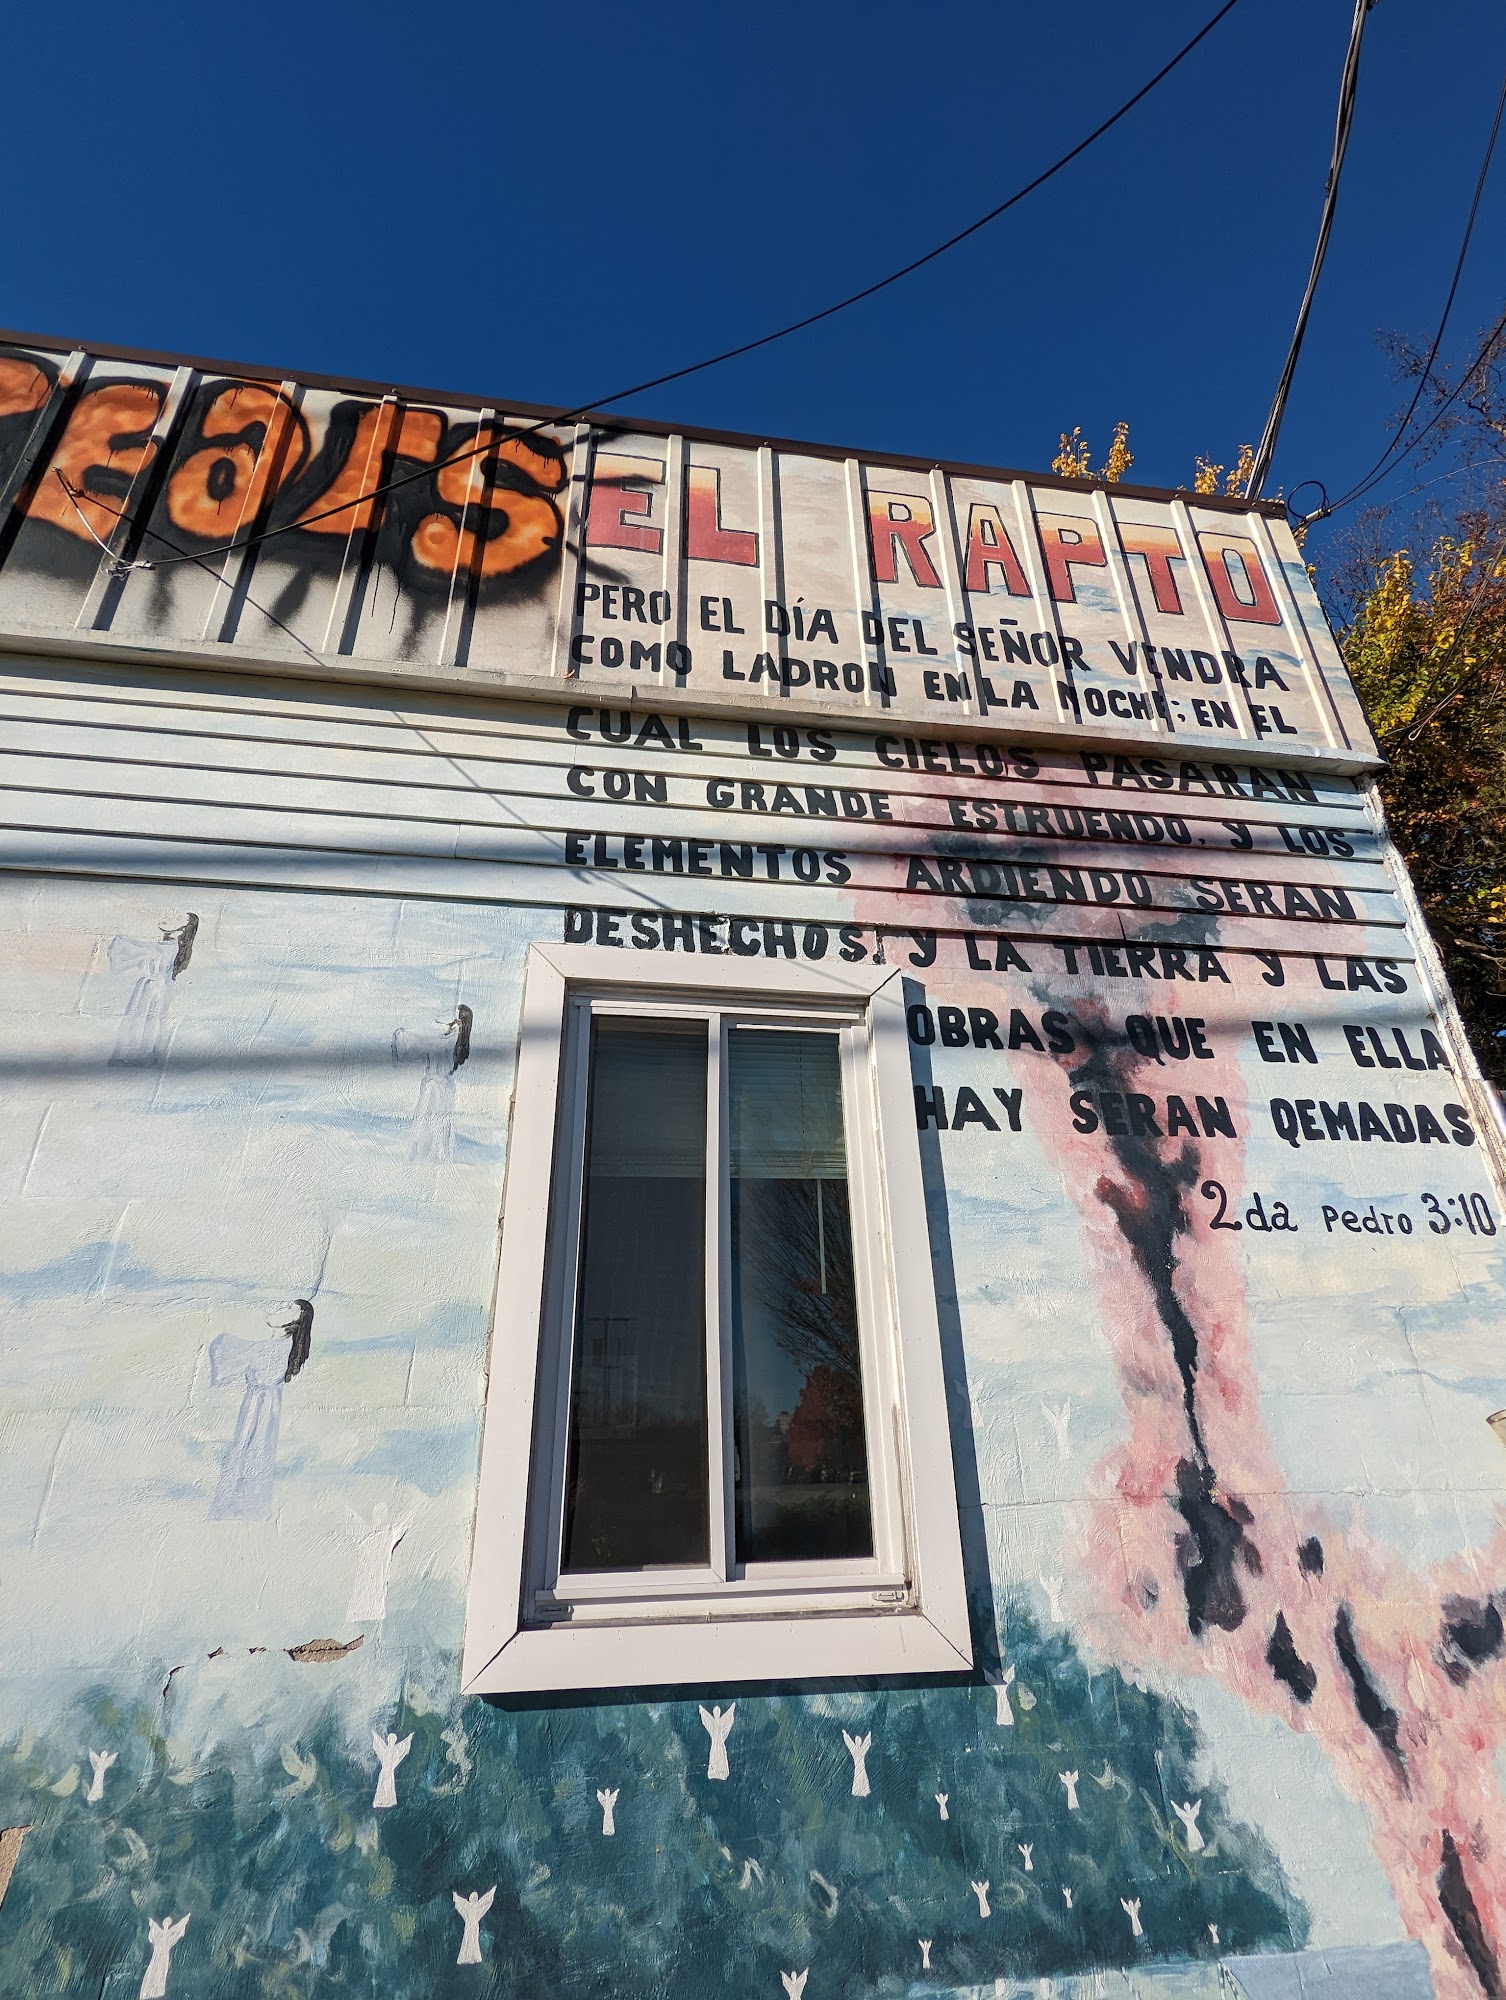 ears
EL RAPTO
PERO EL DÍA DEL SEÑOR VENDRA
COMO LADRON EN LA NOCHE; EN EL
CUAL LOS CIELOS PASARAN
CON GRANDE ESTRUENDO, Y LOS
ELEMENTOS ARDIENDO SERAN
DESHECHOS, Y LA TIERRA Y LAS
OBRAS QUE EN ELLA
HAY SERAN QEMADAS
2da Pedro 3:10